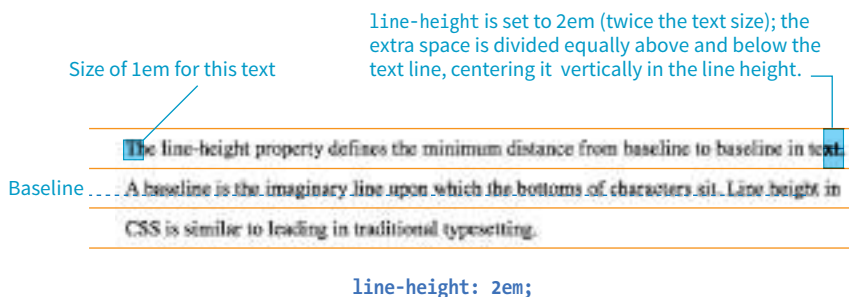 line-height is set to 2em (twice the text size); the
extra space is divided equally above and below the
text line, centering it vertically in the line height.
Size of 1em for this text
The line-height property defines the minimum distance from baseline to baseline in text.
Baseline
A baseline is the imaginary line upon which the bottoms of characters sit. Line height in
CSS is similar to leading in traditional typesetting.
line-height: 2em;